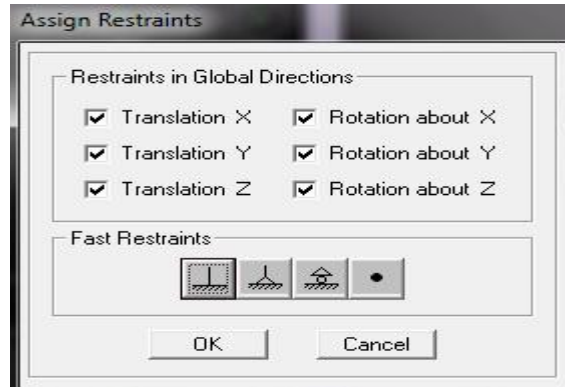 Assign Restraints
Restraints in Global Directions
Translation X Rotation about X
Translation Y Rotation about Y
Translation Z Rotation about Z
Fast Restraints
OK Cancel